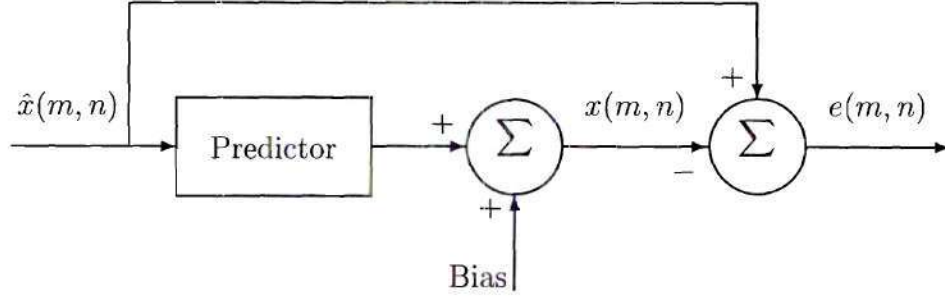 +
x̂(m, n)
Predictor
+
Σ
x(m, n)
Σ
e(m, n)
−
+
Bias